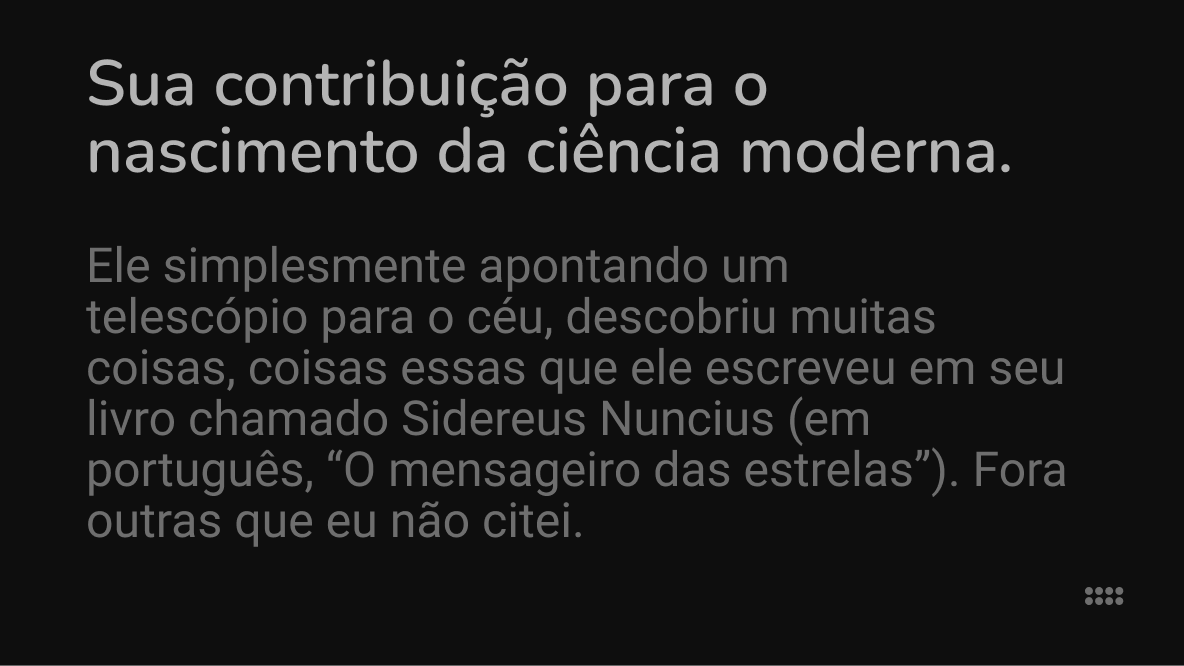 Sua contribuição para o
nascimento da ciência moderna.
Ele simplesmente apontando um
telescópio para o céu, descobriu muitas
coisas, coisas essas que ele escreveu em seu
livro chamado Sidereus Nuncius (em
português, “O mensageiro das estrelas”). Fora
outras que eu não citei.